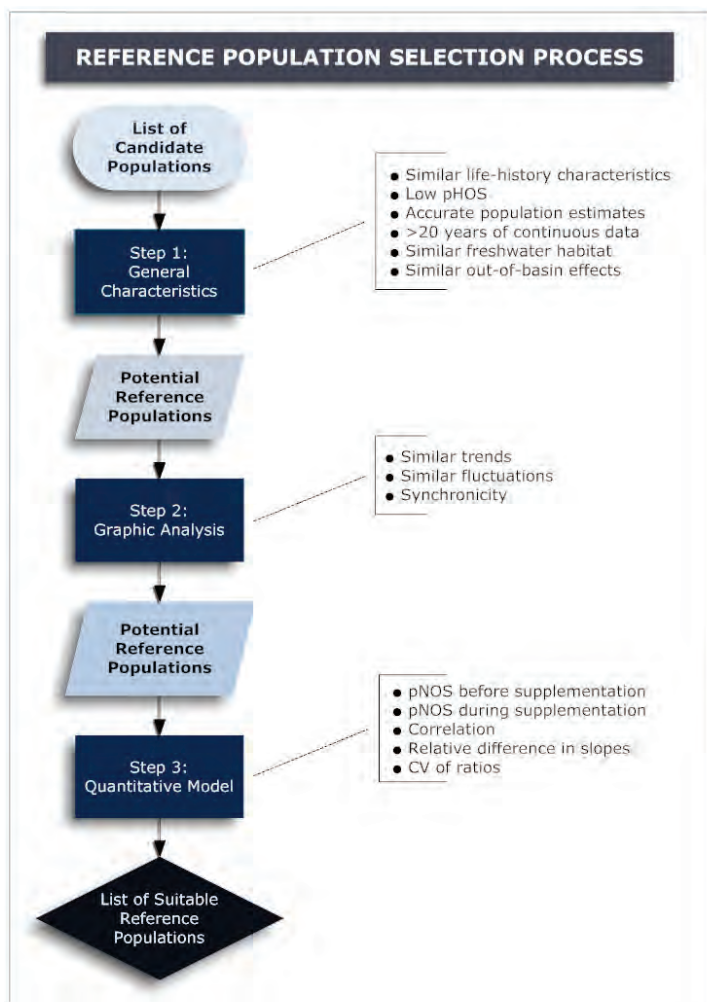 REFERENCE POPULATION SELECTION PROCESS
List of
Candidate
Populations
Step 1:
General
Characteristics
● Similar life-history characteristics
● Low pHOS
● Accurate population estimates
● >20 years of continuous data
● Similar freshwater habitat
● Similar out-of-basin effects
Potential
Reference
Populations
Step 2:
Graphic Analysis
● Similar trends
● Similar fluctuations
● Synchronicity
Potential
Reference
Populations
Step 3:
Quantitative Model
● pNOS before supplementation
● pNOS during supplementation
● Correlation
● Relative difference in slopes
● CV of ratios
List of Suitable
Reference
Populations